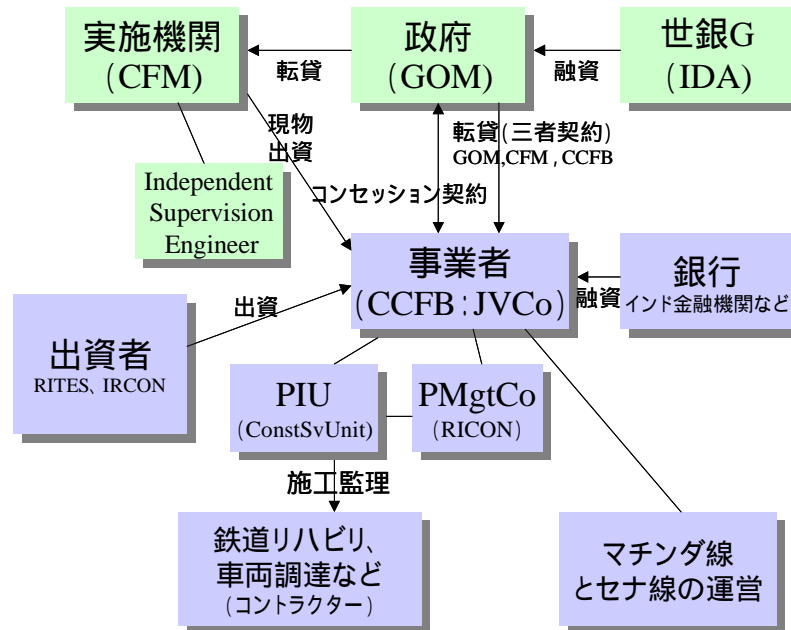 実施機関
(CFM)
転貸
政府
(GOM)
融資
世銀G
(IDA)
現物
出資
転貸(三者契約)
GOM,CFM , CCFB
Independent
Supervision
Engineer
コンセッション契約
事業者
(CCFB:JVCo)
融資
銀行
インド金融機関など
出資
出資者
RITES、IRCON
PIU
(ConstSvUnit)
PMgtCo
(RICON)
施工監理
鉄道リハビリ、
車両調達など
(コントラクター)
マチンダ線
とセナ線の運営